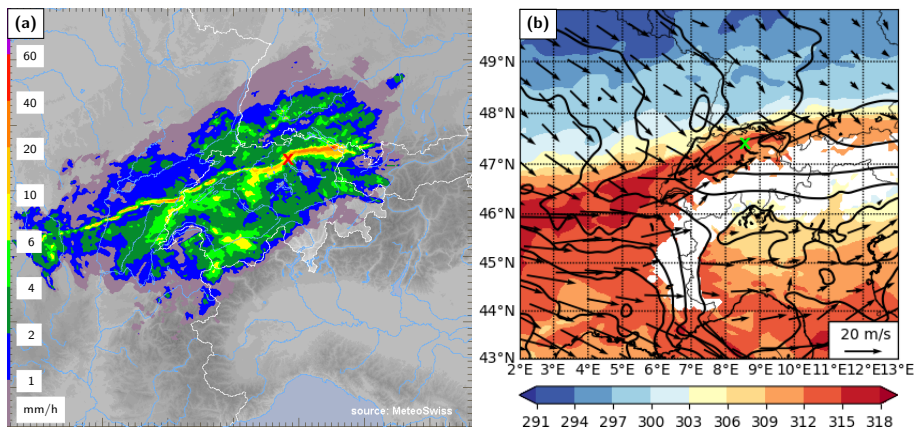 (a)
60
40
20
10
6
4
2
1
mm/h
source: MeteoSwiss
(b)
49°N
48°N
47°N
46°N
45°N
44°N
43°N
20 m/s
2°E 3°E 4°E 5°E 6°E 7°E 8°E 9°E 10°E 11°E 12°E 13°E
291 294 297 300 303 306 309 312 315 318